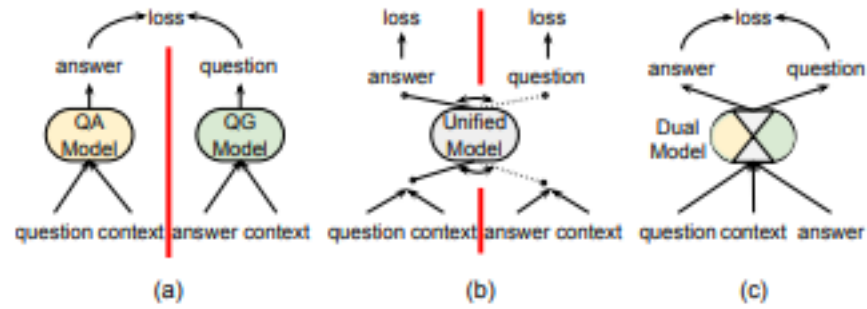 loss
answer question
QA Model
QG Model
question context answer context
(a)
loss loss
answer question
Unified Model
question context answer context
(b)
loss
answer question
Dual Model
question context answer
(c)